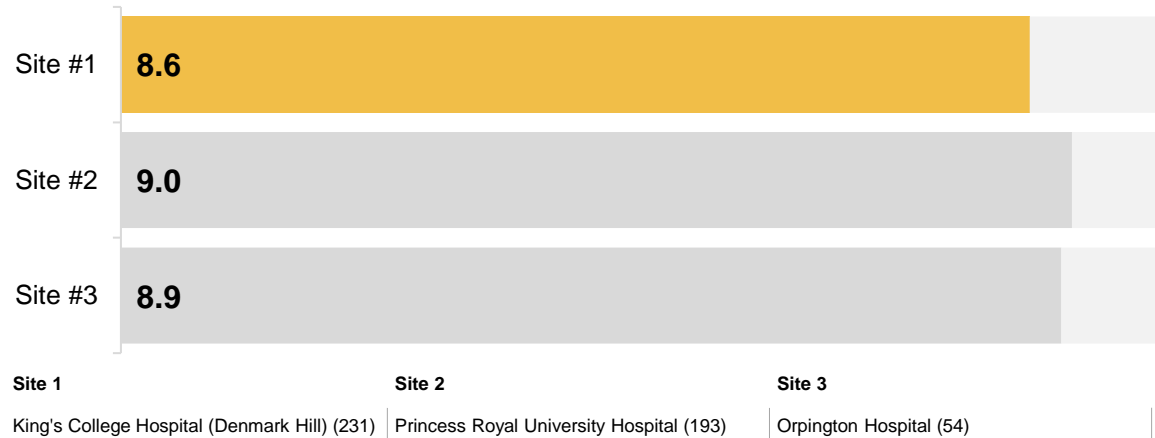 Site #1 8.6
Site #2 9.0
Site #3 8.9
Site 1 Site 2 Site 3
King's College Hospital (Denmark Hill) (231) Princess Royal University Hospital (193) Orpington Hospital (54)